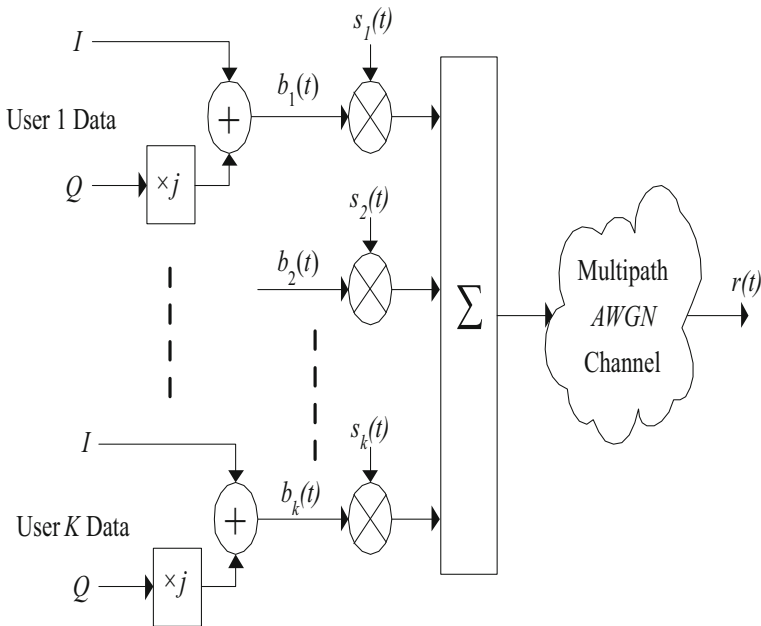 s1(t)
I
b1(t)
User 1 Data
+
Q
×j
s2(t)
b2(t)
Σ
Multipath
AWGN
Channel
r(t)
I
sk(t)
bk(t)
User K Data
+
Q
×j